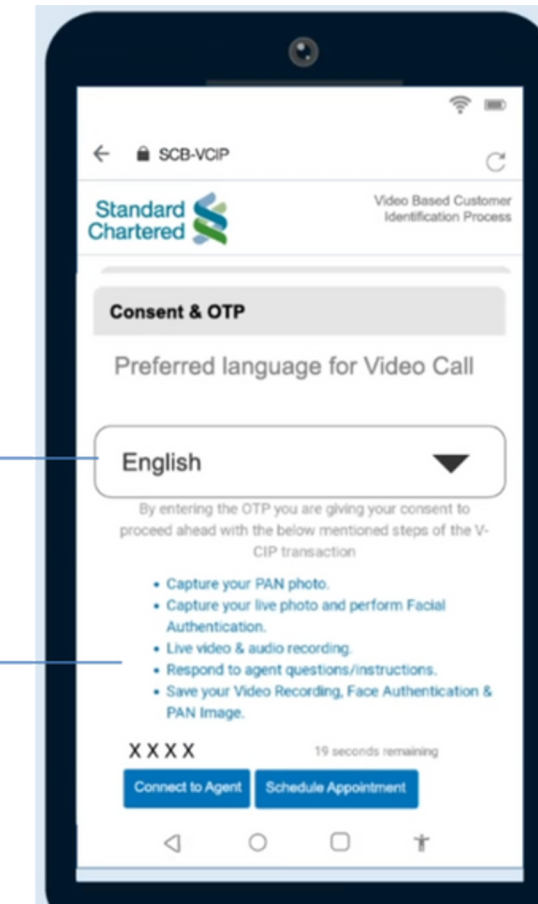 SCB-VCIP
Standard
Chartered
Video Based Customer
Identification Process
Consent & OTP
Preferred language for Video Call
English
By entering the OTP you are giving your consent to
proceed ahead with the below mentioned steps of the V-
CIP transaction
• Capture your PAN photo.
• Capture your live photo and perform Facial
Authentication.
• Live video & audio recording.
• Respond to agent questions/instructions.
• Save your Video Recording, Face Authentication &
PAN Image.
X X X X
19 seconds remaining
Connect to Agent
Schedule Appointment